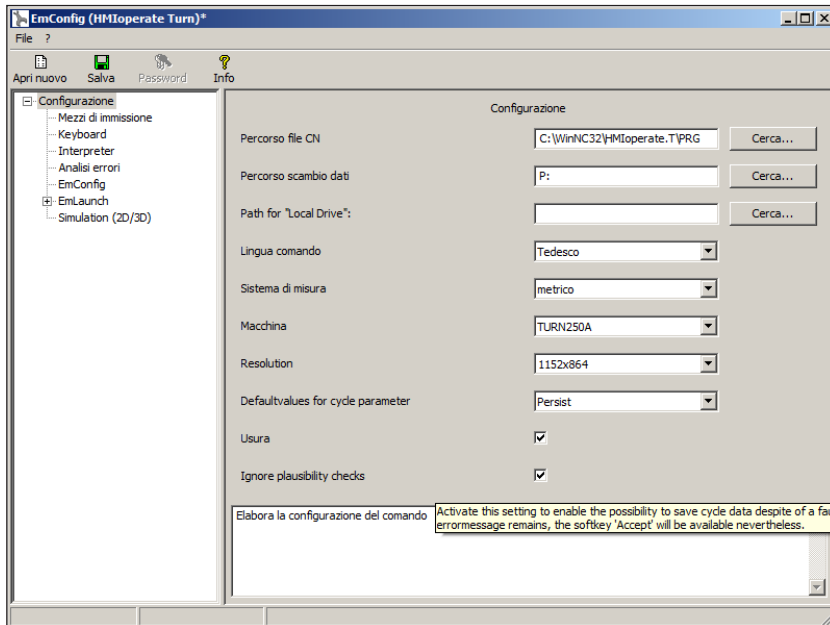 EmConfig (HMIoperate Turn)*
File ?
Apri nuovo Salva Password Info
Configurazione
Mezzi di immissione
Keyboard
Interpreter
Analisi errori
EmConfig
EmLaunch
Simulation (2D/3D)
Configurazione
Percorso file CN C:\WinNC32\HMIoperate.T\PRG Cerca...
Percorso scambio dati P: Cerca...
Path for "Local Drive": Cerca...
Lingua comando Tedesco
Sistema di misura metrico
Macchina TURN250A
Resolution 1152x864
Defaultvalues for cycle parameter Persist
Usura
Ignore plausibility checks
Elabora la configurazione del comando
Activate this setting to enable the possibility to save cycle data despite of a fau
errormessage remains, the softkey 'Accept' will be available nevertheless.